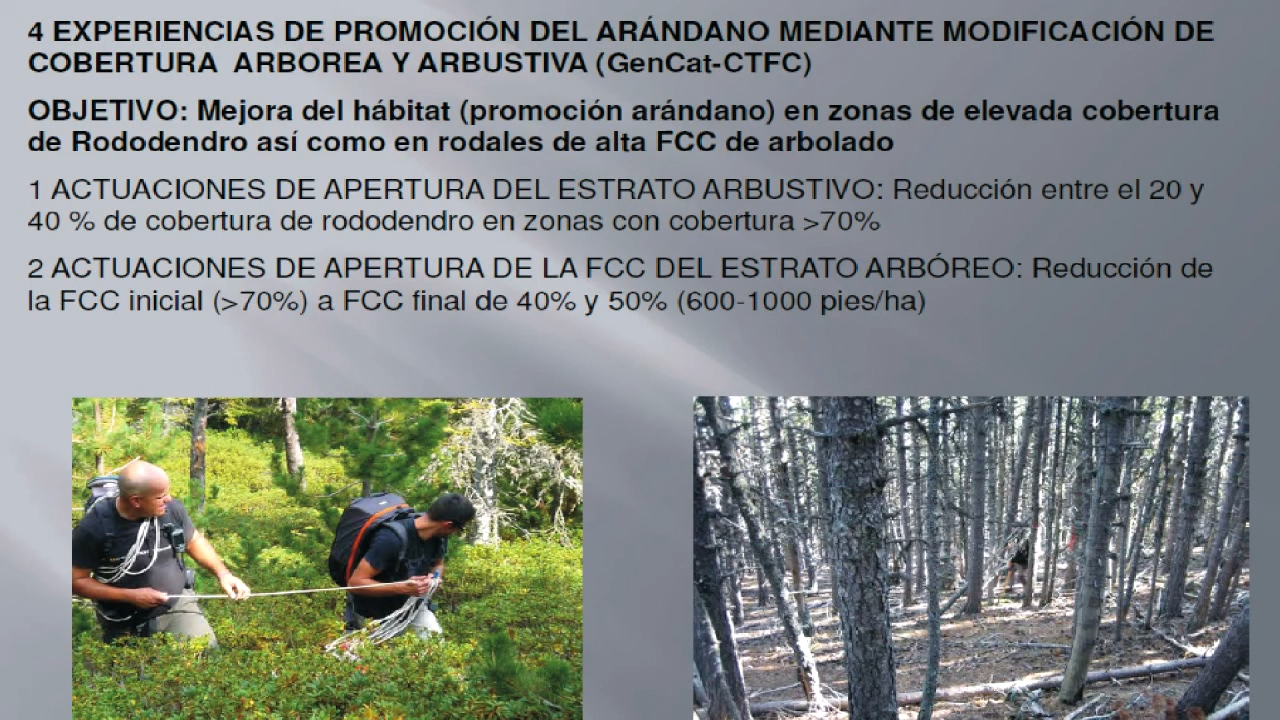 4 EXPERIENCIAS DE PROMOCIÓN DEL ARÁNDANO MEDIANTE MODIFICACIÓN DE
COBERTURA ARBOREA Y ARBUSTIVA (GenCat-CTFC)
OBJETIVO: Mejora del hábitat (promoción arándano) en zonas de elevada cobertura
de Rododendro así como en rodales de alta FCC de arbolado
1 ACTUACIONES DE APERTURA DEL ESTRATO ARBUSTIVO: Reducción entre el 20 y
40 % de cobertura de rododendro en zonas con cobertura >70%
2 ACTUACIONES DE APERTURA DE LA FCC DEL ESTRATO ARBÓREO: Reducción de
la FCC inicial (>70%) a FCC final de 40% y 50% (600-1000 pies/ha)